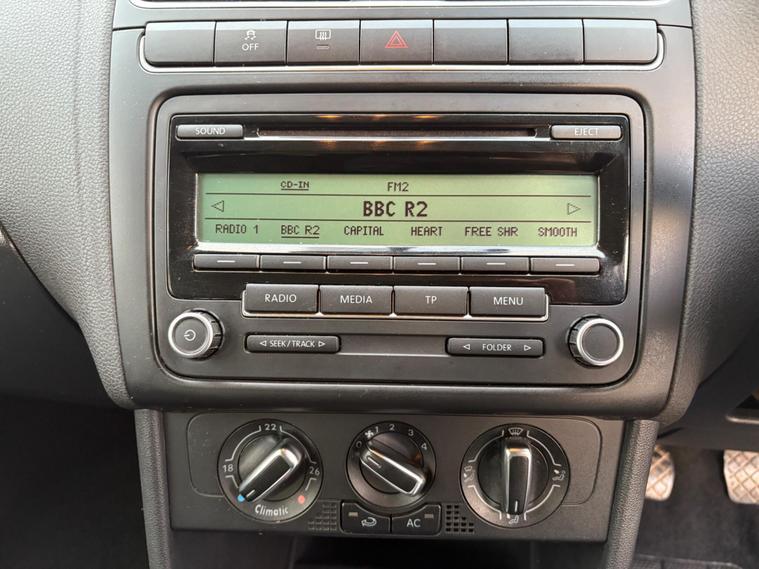 OFF
SOUND
EJECT
CD-IN FM2
BBC R2
RADIO 1 BBC R2 CAPITAL HEART FREE SHR SMOOTH
RADIO MEDIA TP MENU
SEEK/TRACK FOLDER
22
18 26
Climatic
0 1 2 3 4
AC